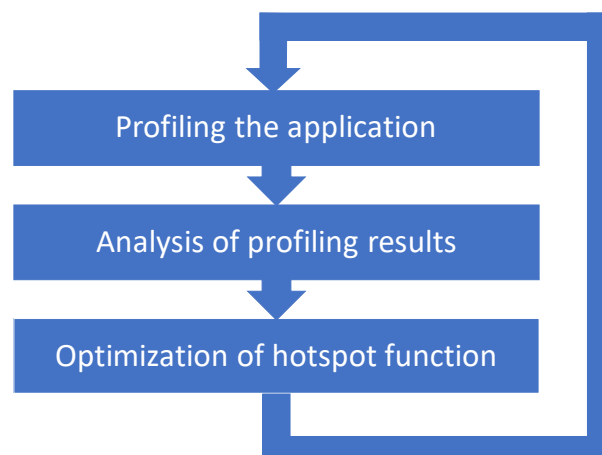 Profiling the application
Analysis of profiling results
Optimization of hotspot function